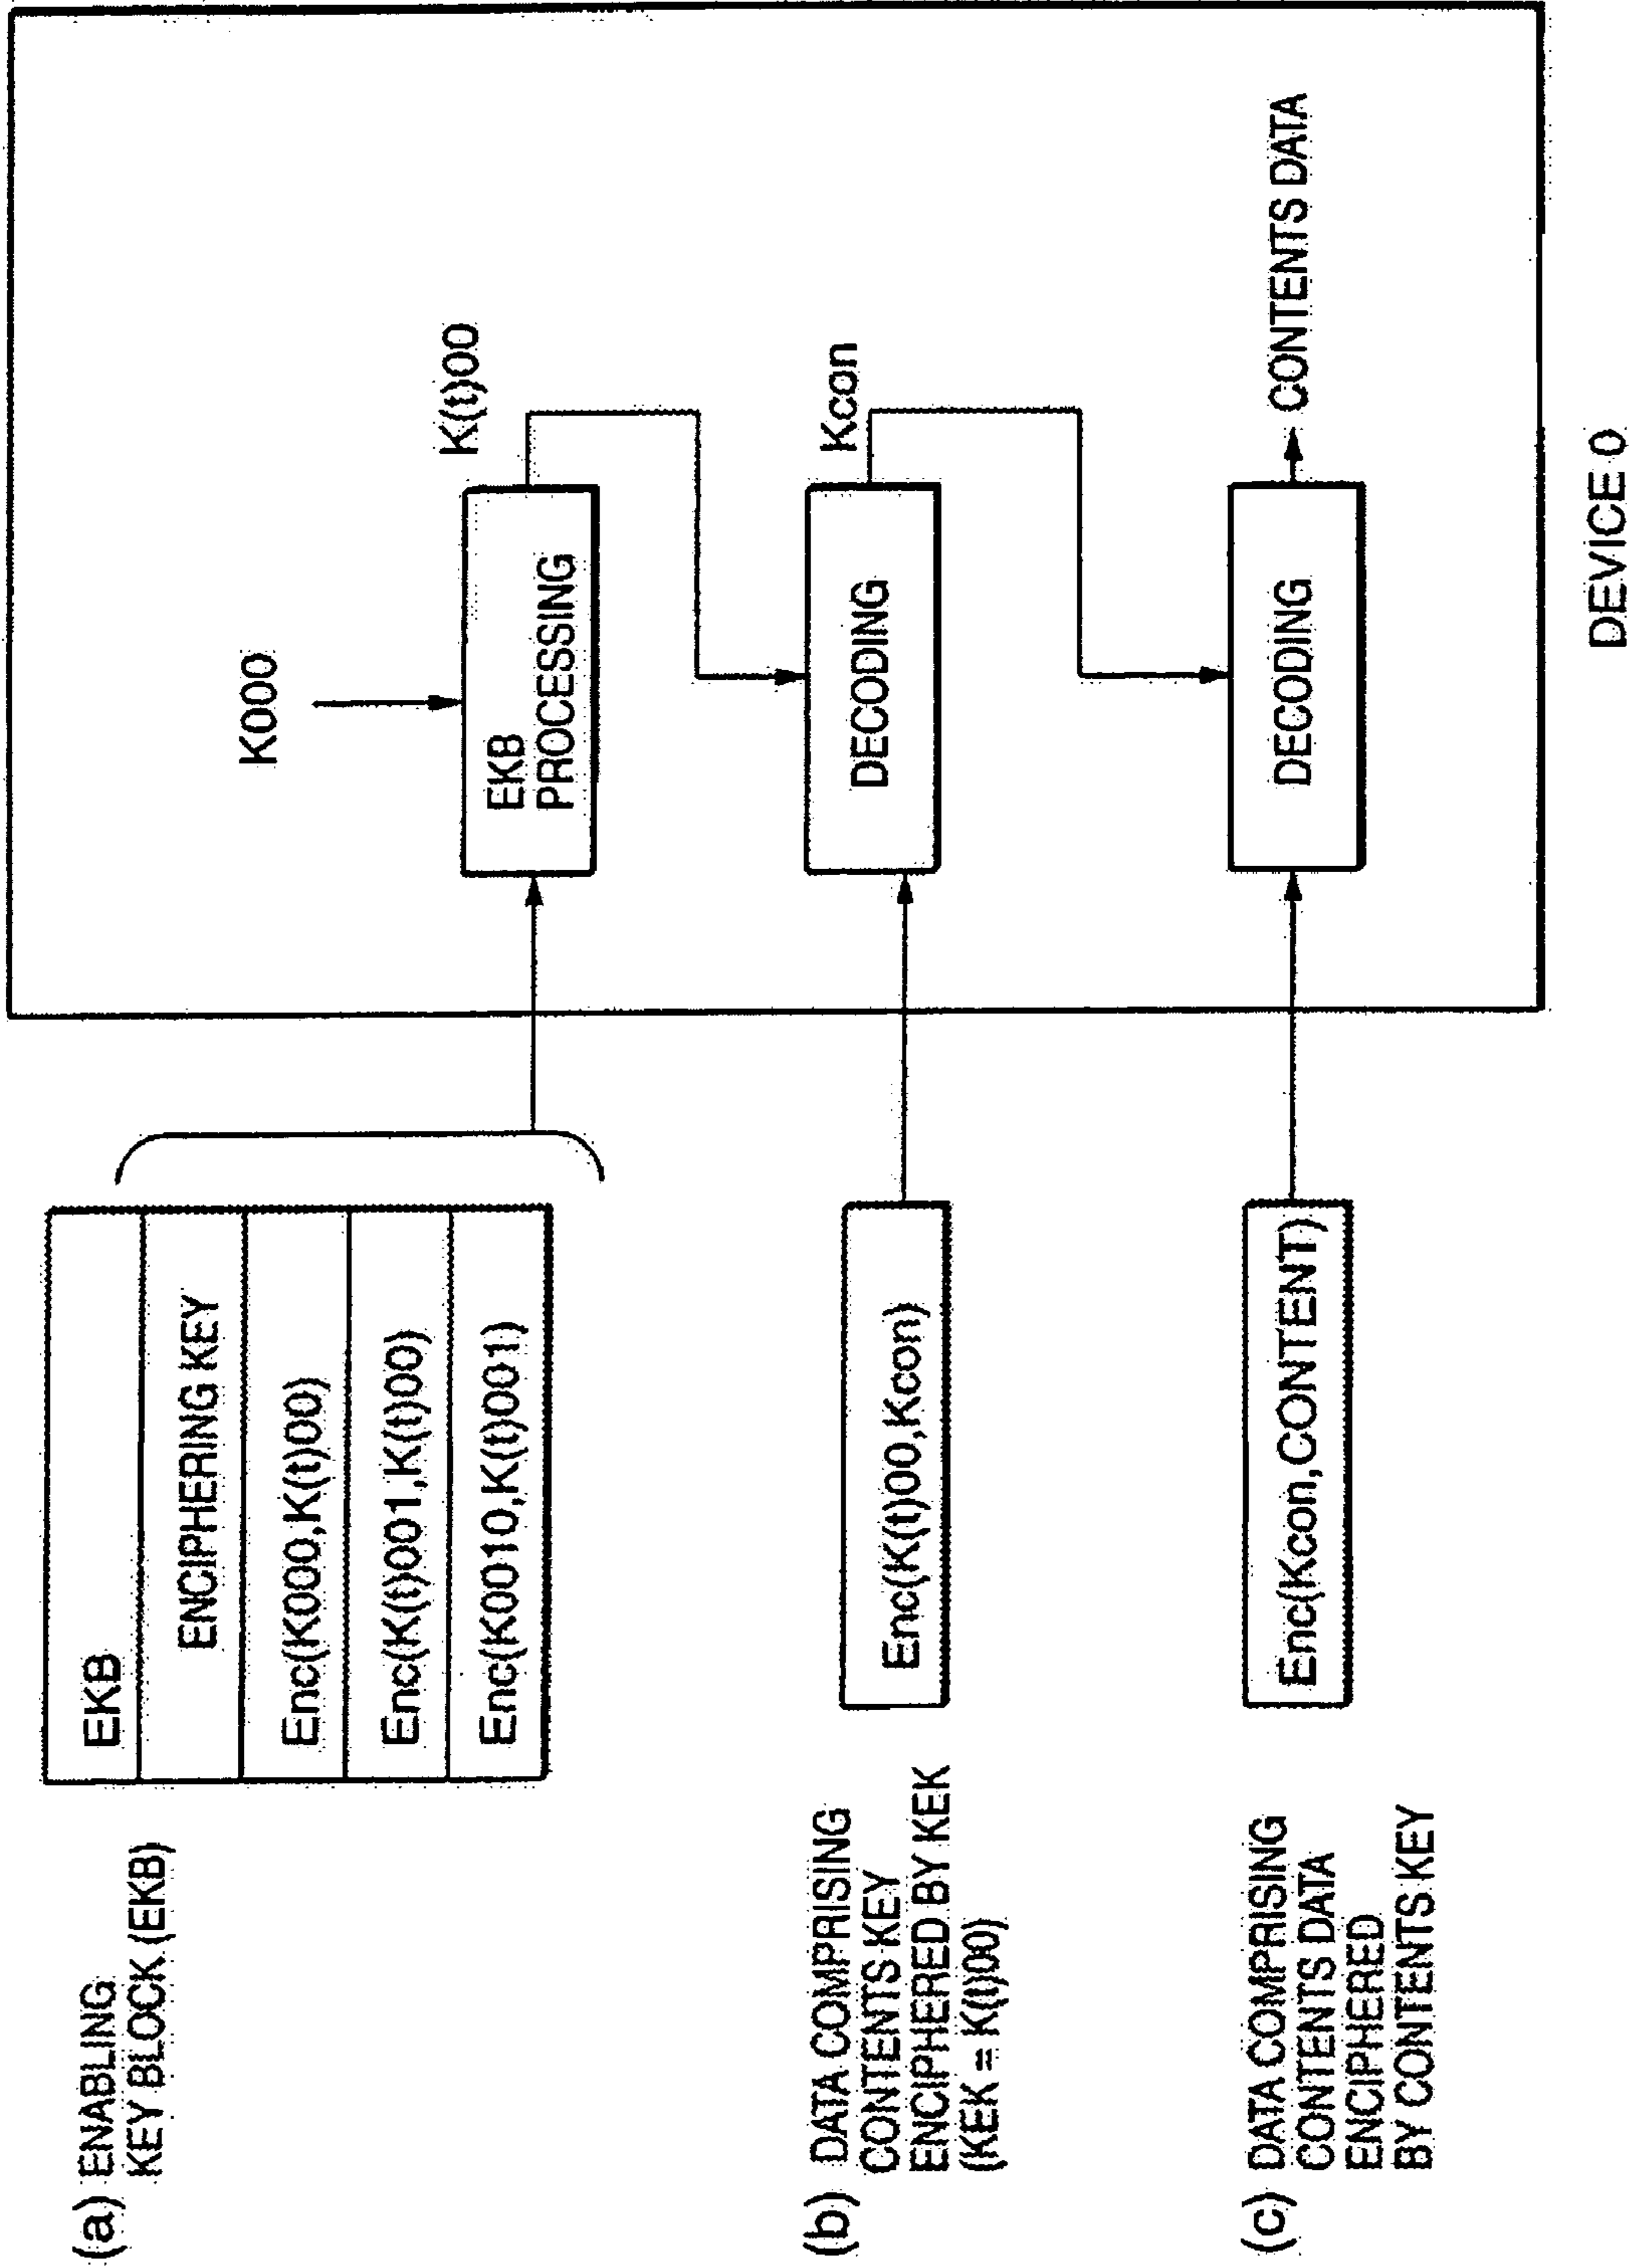 (a) ENABLING
KEY BLOCK (EKB)
EKB
ENCIPHERING KEY
Enc(K000,K(t)00)
Enc(K(t)001,K(t)00)
Enc(K0010,K(t)001)
K000
EKB
PROCESSING
K(t)00
(b) DATA COMPRISING
CONTENTS KEY
ENCIPHERED BY KEK
(KEK = K(t)00)
Enc(K(t)00,Kcon)
DECODING
Kcon
(c) DATA COMPRISING
CONTENTS DATA
ENCIPHERED
BY CONTENTS KEY
Enc(Kcon,CONTENT)
DECODING
CONTENTS DATA
DEVICE 0